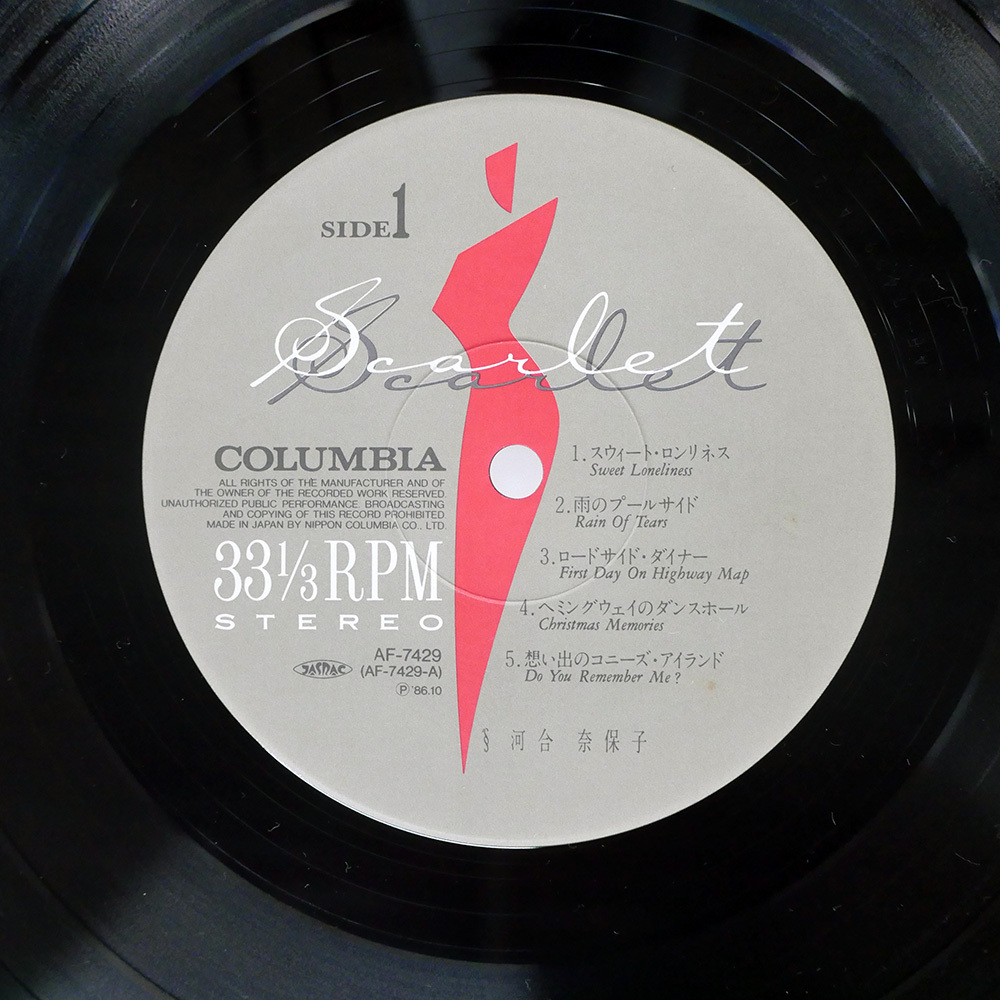 SIDE 1
Scarlet
COLUMBIA
ALL RIGHTS OF THE MANUFACTURER AND OF
THE OWNER OF THE RECORDED WORK RESERVED.
UNAUTHORIZED PUBLIC PERFORMANCE. BROADCASTING
AND COPYING OF THIS RECORD PROHIBITED
MADE IN JAPAN BY NIPPON COLUMBIA CO., LTD.
33 1/3 RPM
STEREO
AF-7429
JASRAC (AF-7429-A)
Ⓟ '86.10
1.スウィート・ロンリネス
Sweet Loneliness
2.雨のプールサイド
Rain Of Tears
3.ロードサイド・ダイナー
First Day On Highway Map
4.ヘミングウェイのダンスホール
Christmas Memories
5.想い出のコニーズ・アイランド
Do You Remember Me?
§ 河合 奈保子